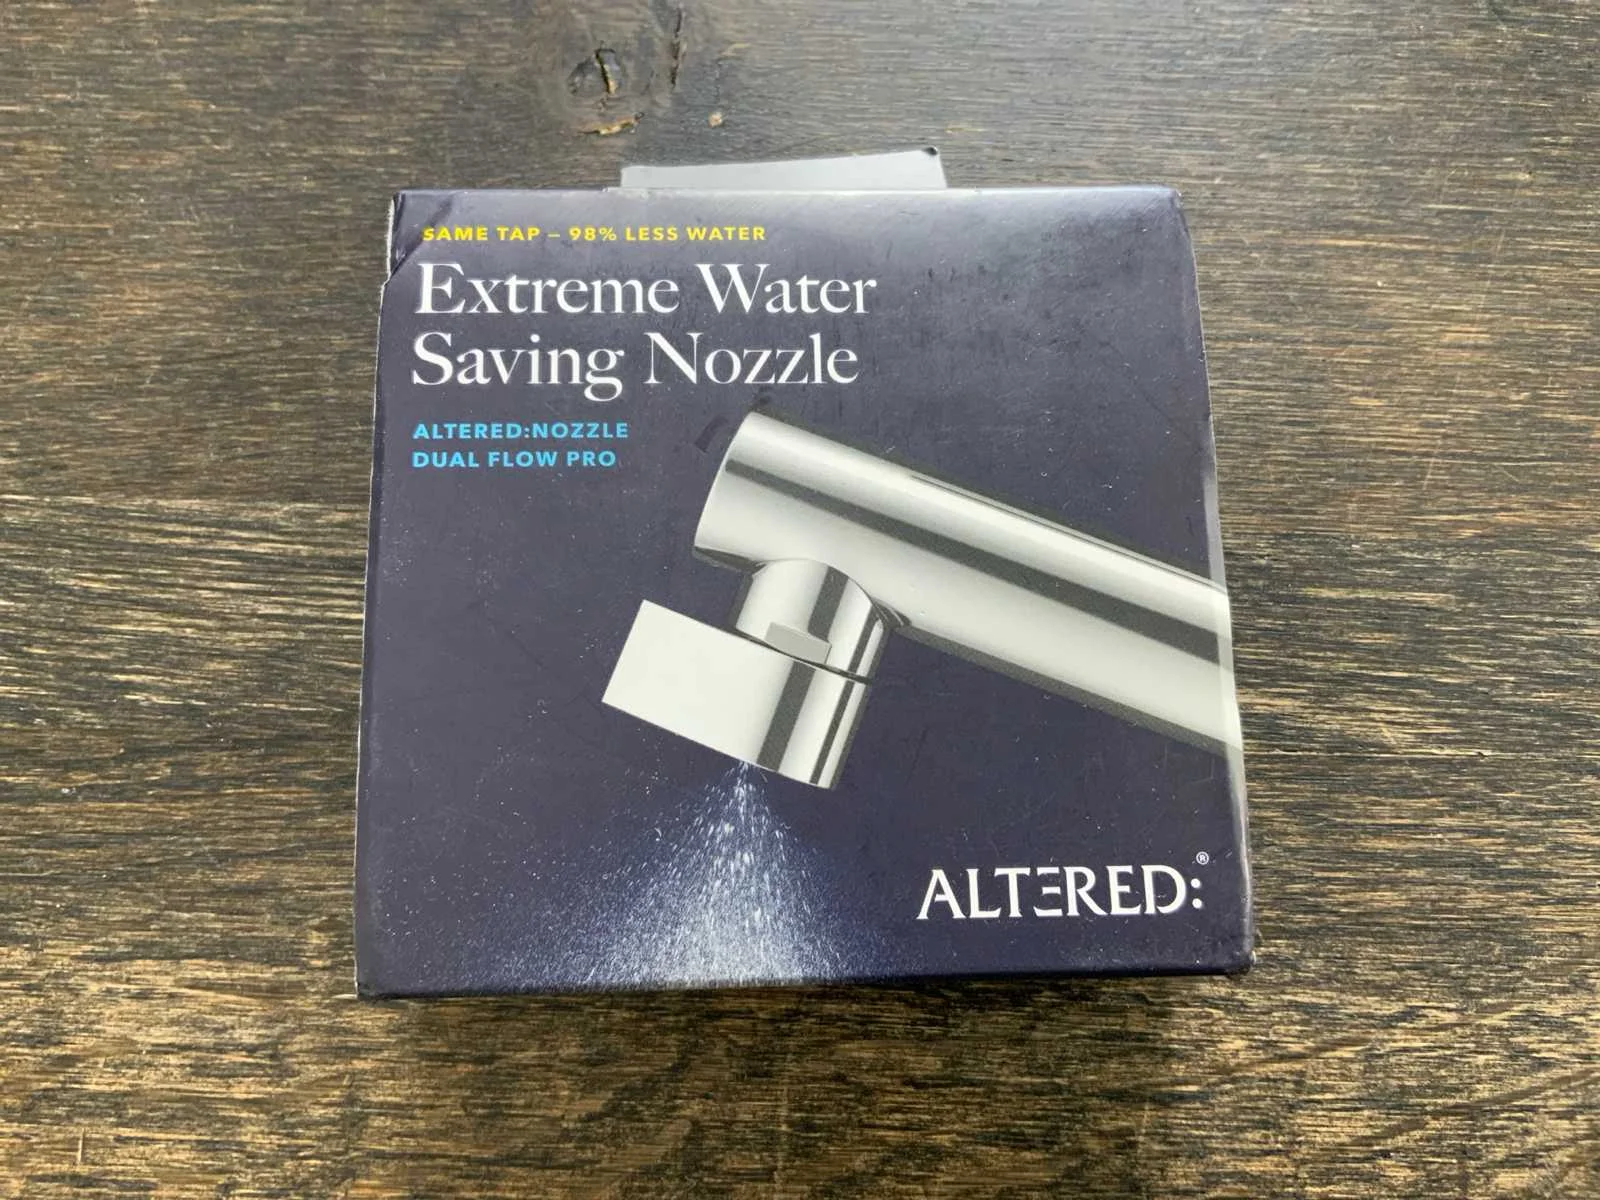 SAME TAP – 98% LESS WATER
Extreme Water
Saving Nozzle
ALTERED:NOZZLE
DUAL FLOW PRO
ALTERED:®